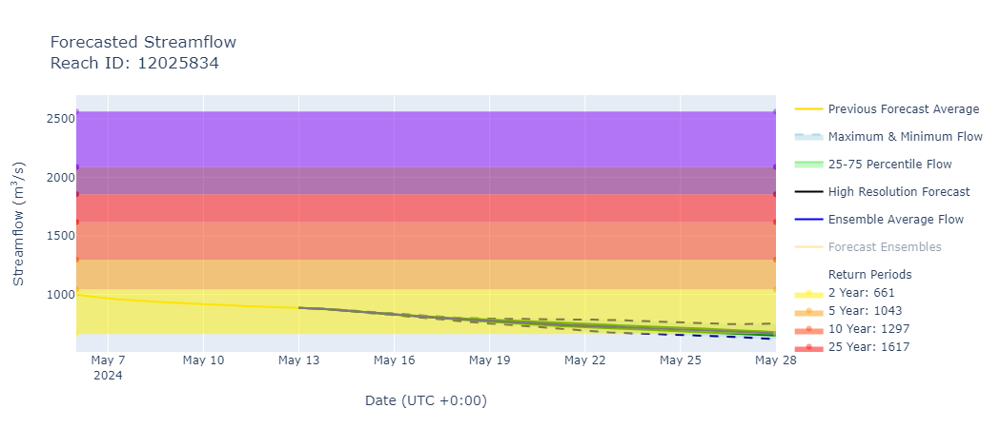 Forecasted Streamflow
Reach ID: 12025834
Streamflow (m³/s)
2500
2000
1500
1000
May 7
2024
May 10
May 13
May 16
May 19
May 22
May 25
May 28
Date (UTC +0:00)
Previous Forecast Average
Maximum & Minimum Flow
25-75 Percentile Flow
High Resolution Forecast
Ensemble Average Flow
Forecast Ensembles
Return Periods
2 Year: 661
5 Year: 1043
10 Year: 1297
25 Year: 1617